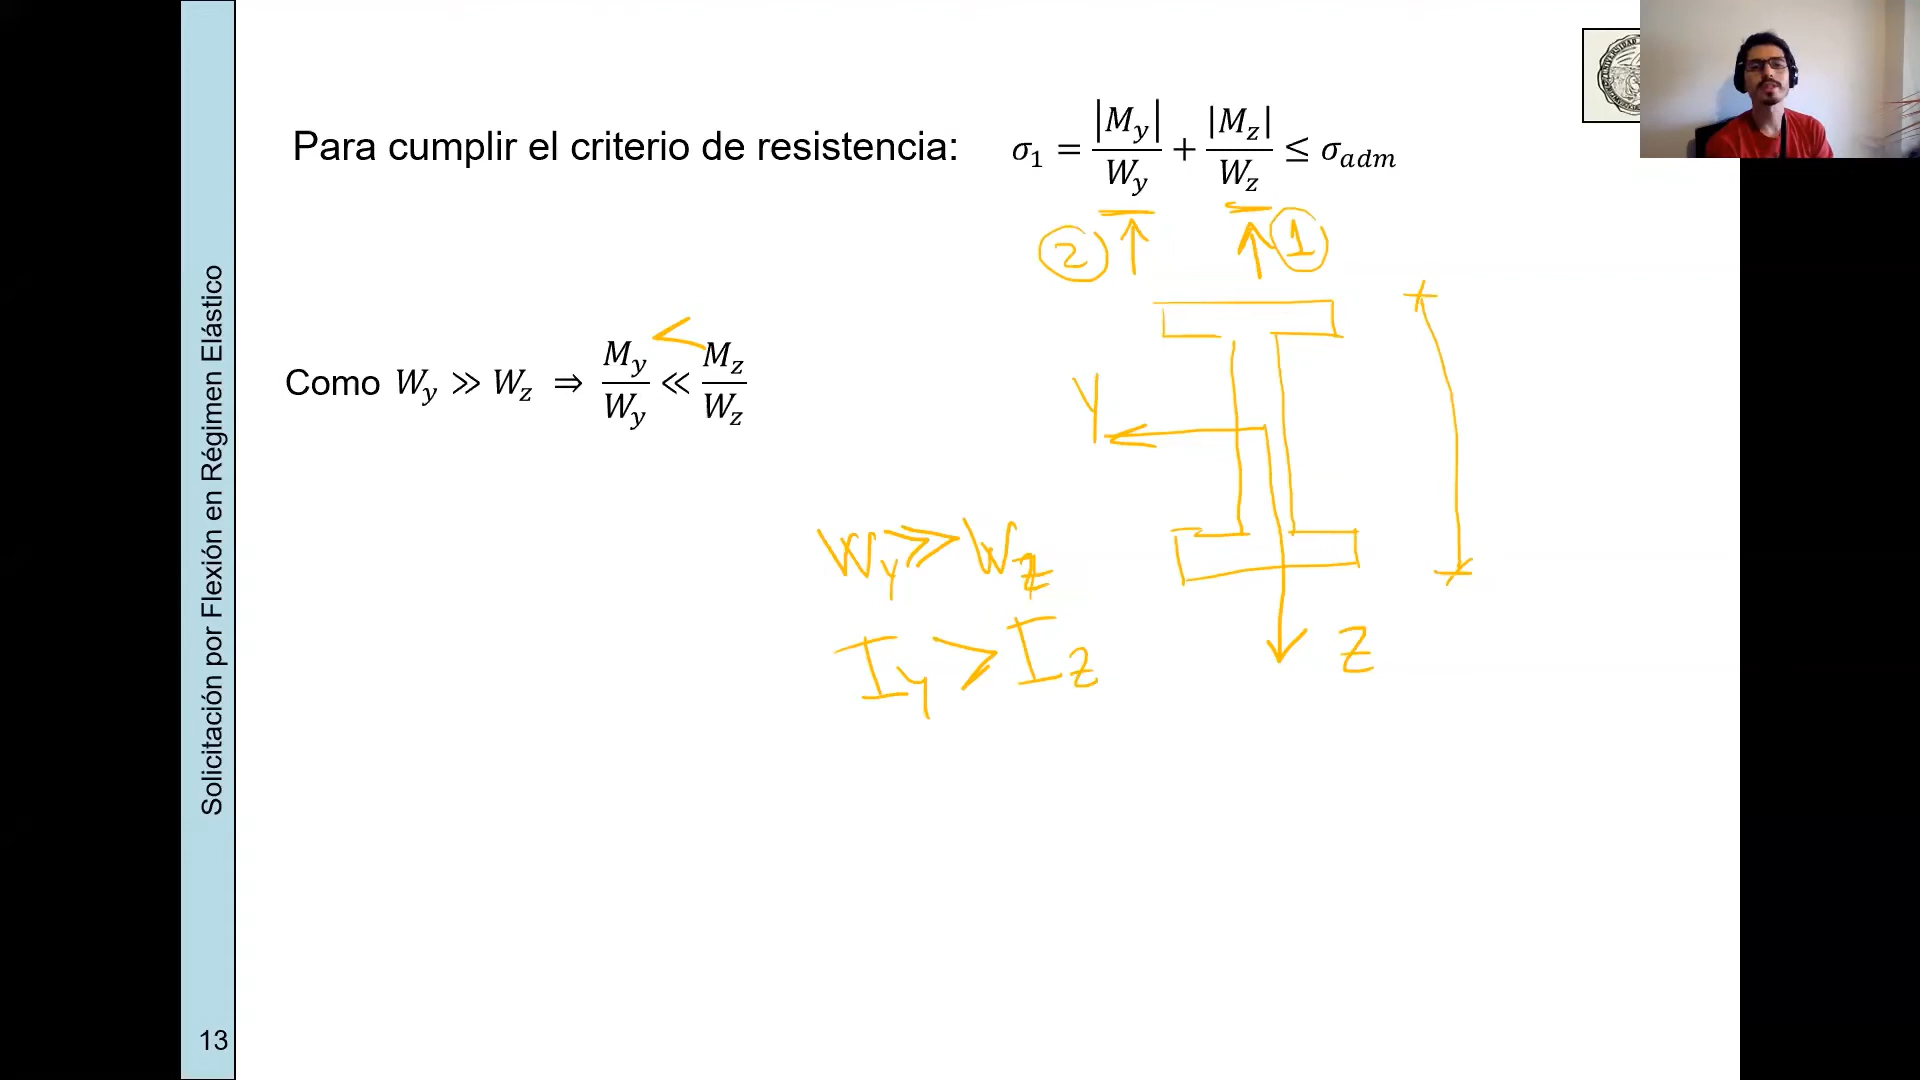 Para cumplir el criterio de resistencia: σ₁ = |M_y|/W_y + |M_z|/W_z ≤ σ_adm
2 1
Como W_y ≫ W_z ⇒ M_y/W_y ≪ M_z/W_z
<
Y
W_y ≫ W_z
I_y > I_z
Z
Solicitación por Flexión en Régimen Elástico
13